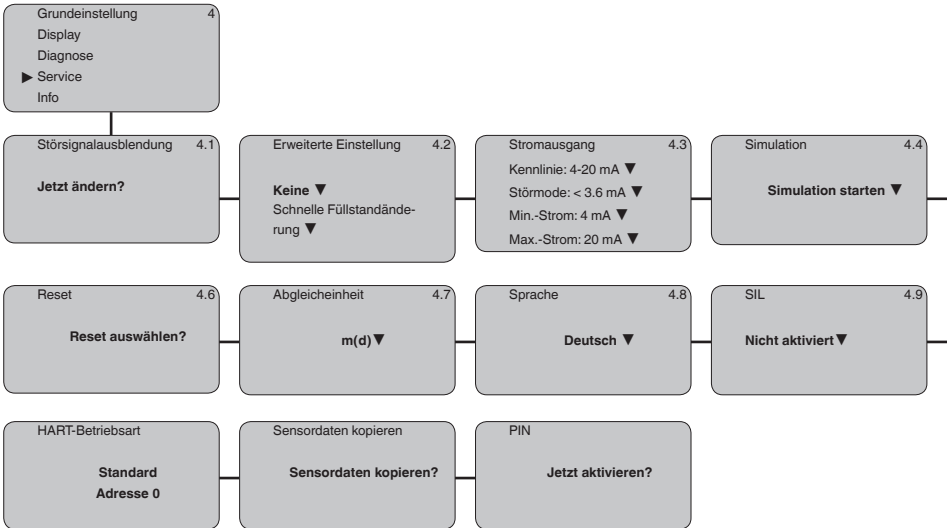 Grundeinstellung 4
Display
Diagnose
▶ Service
Info
Störsignalausblendung 4.1
Jetzt ändern?
Erweiterte Einstellung 4.2
Keine ▼
Schnelle Füllstandände-
rung ▼
Stromausgang 4.3
Kennlinie: 4-20 mA ▼
Störmode: < 3.6 mA ▼
Min.-Strom: 4 mA ▼
Max.-Strom: 20 mA ▼
Simulation 4.4
Simulation starten ▼
Reset 4.6
Reset auswählen?
Abgleicheinheit 4.7
m(d) ▼
Sprache 4.8
Deutsch ▼
SIL 4.9
Nicht aktiviert ▼
HART-Betriebsart
Standard
Adresse 0
Sensordaten kopieren
Sensordaten kopieren?
PIN
Jetzt aktivieren?